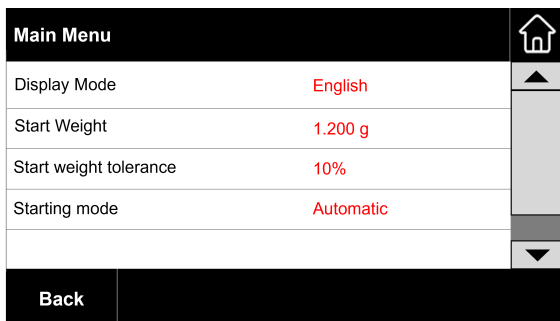 Main Menu
Display Mode English
Start Weight 1.200 g
Start weight tolerance 10%
Starting mode Automatic
Back